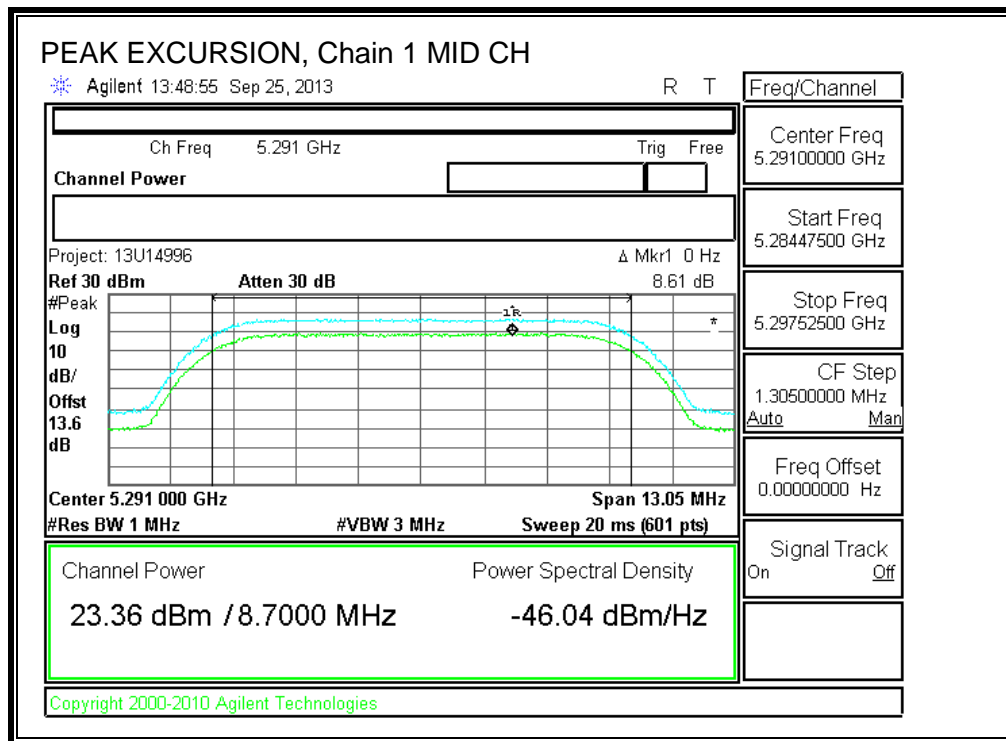 PEAK EXCURSION, Chain 1 MID CH
Agilent 13:48:55 Sep 25, 2013 R T
Ch Freq 5.291 GHz Trig Free
Channel Power
Project: 13U14996
Δ Mkr1 0 Hz
Ref 30 dBm Atten 30 dB 8.61 dB
#Peak
Log
10
dB/
Offst
13.6
dB
1R
*
Center 5.291 000 GHz Span 13.05 MHz
#Res BW 1 MHz #VBW 3 MHz Sweep 20 ms (601 pts)
Channel Power Power Spectral Density
23.36 dBm / 8.7000 MHz -46.04 dBm/Hz
Copyright 2000-2010 Agilent Technologies
Freq/Channel
Center Freq
5.29100000 GHz
Start Freq
5.28447500 GHz
Stop Freq
5.29752500 GHz
CF Step
1.30500000 MHz
Auto Man
Freq Offset
0.00000000 Hz
Signal Track
On Off